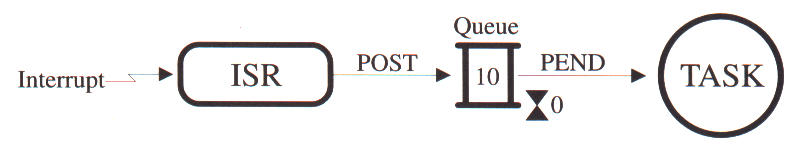 Queue
Interrupt ISR POST 10 PEND TASK
0